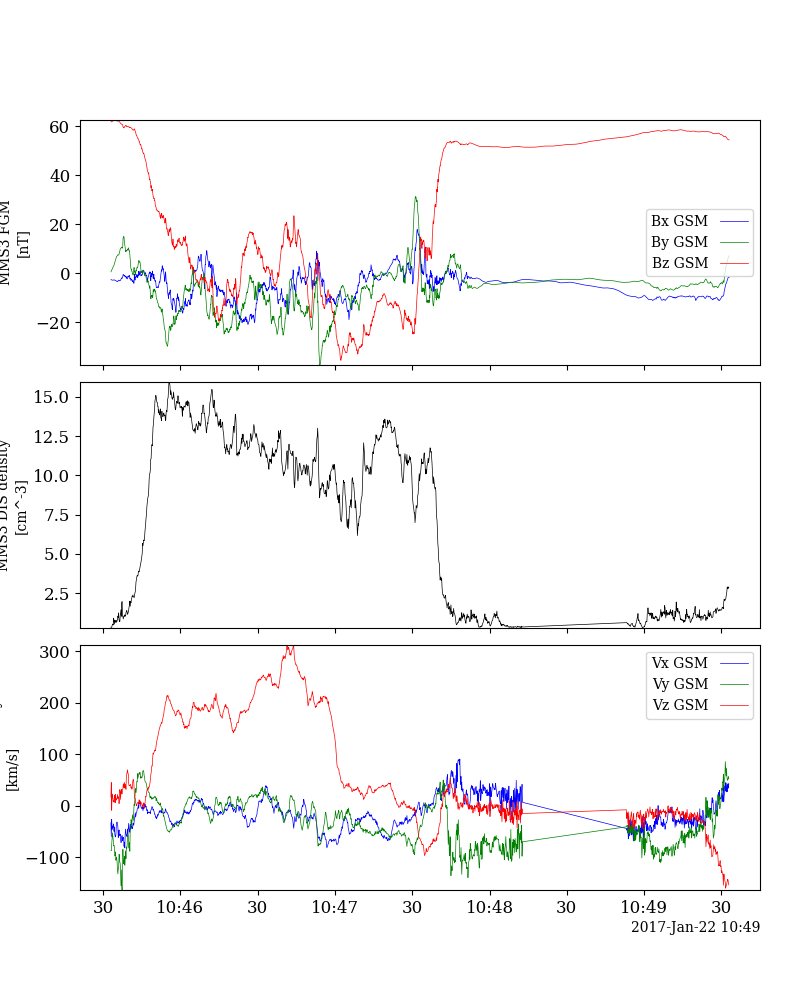 60
40
20
0
−20
MMS3 FGM
[nT]
Bx GSM
By GSM
Bz GSM
15.0
12.5
10.0
7.5
5.0
2.5
MMS3 DIS density
[cm^-3]
300
200
100
0
−100
[km/s]
Vx GSM
Vy GSM
Vz GSM
30 10:46 30 10:47 30 10:48 30 10:49 30
2017-Jan-22 10:49